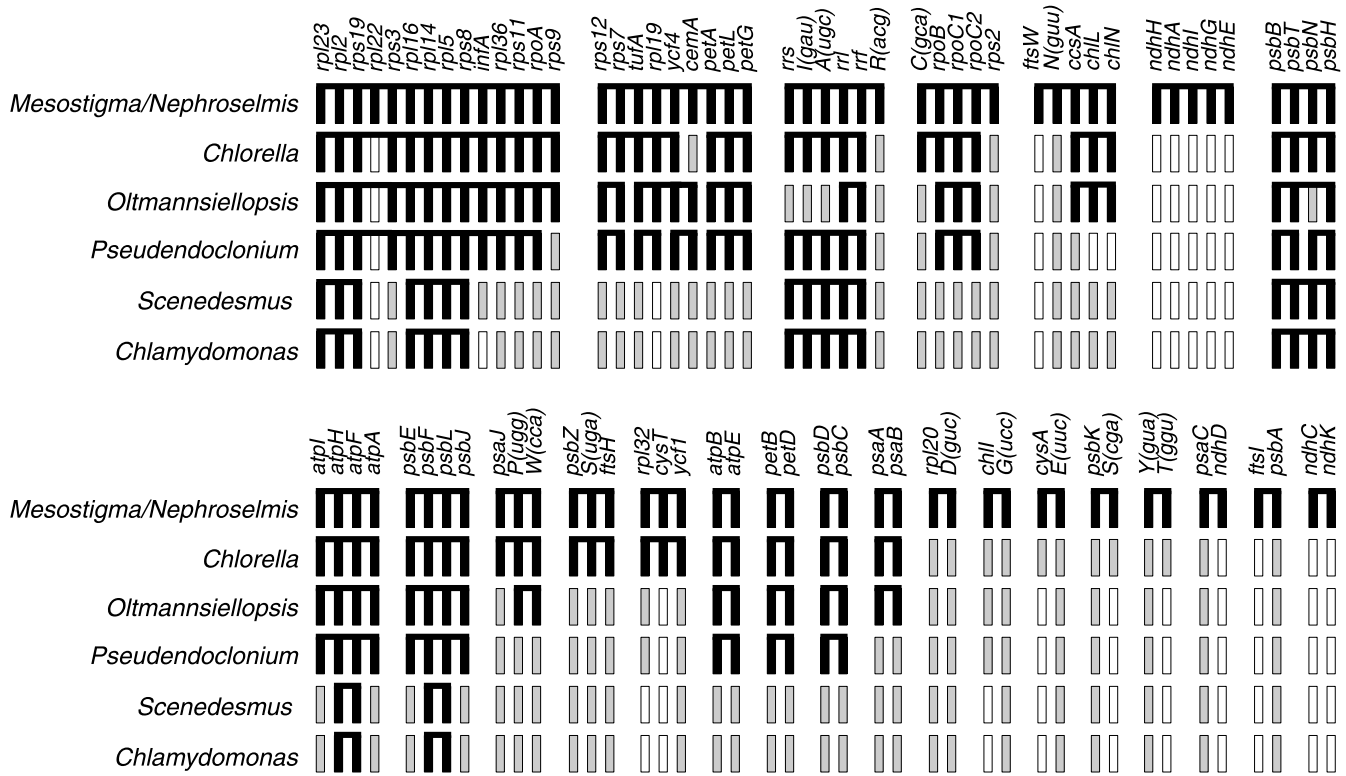 rpl23 rpl2 rps19 rpl22 rps3 rpl16 rpl14 rpl5 rps8 infA rpl36 rps11 rpoA rps9 rps12 rps7 tufA rpl19 ycf4 cemA petA petL petG rrs I(gau) A(ugc) rrl rrf R(acg) C(gca) rpoB rpoC1 rpoC2 rps2 ftsW N(guu) ccsA chlL chlN ndhH ndhA ndhI ndhG ndhE psbB psbT psbN psbH
Mesostigma/Nephroselmis
Chlorella
Oltmannsiellopsis
Pseudendoclonium
Scenedesmus
Chlamydomonas
atpI atpH atpF atpA psbE psbF psbL psbJ psaJ P(ugg) W(cca) psbZ S(uga) ftsH rpl32 cysT ycf1 atpB atpE petB petD psbD psbC psaA psaB rpl20 D(guc) chlI G(ucc) cysA E(uuc) psbK S(cga) Y(gua) T(ggu) psaC ndhD ftsI psbA ndhC ndhK
Mesostigma/Nephroselmis
Chlorella
Oltmannsiellopsis
Pseudendoclonium
Scenedesmus
Chlamydomonas